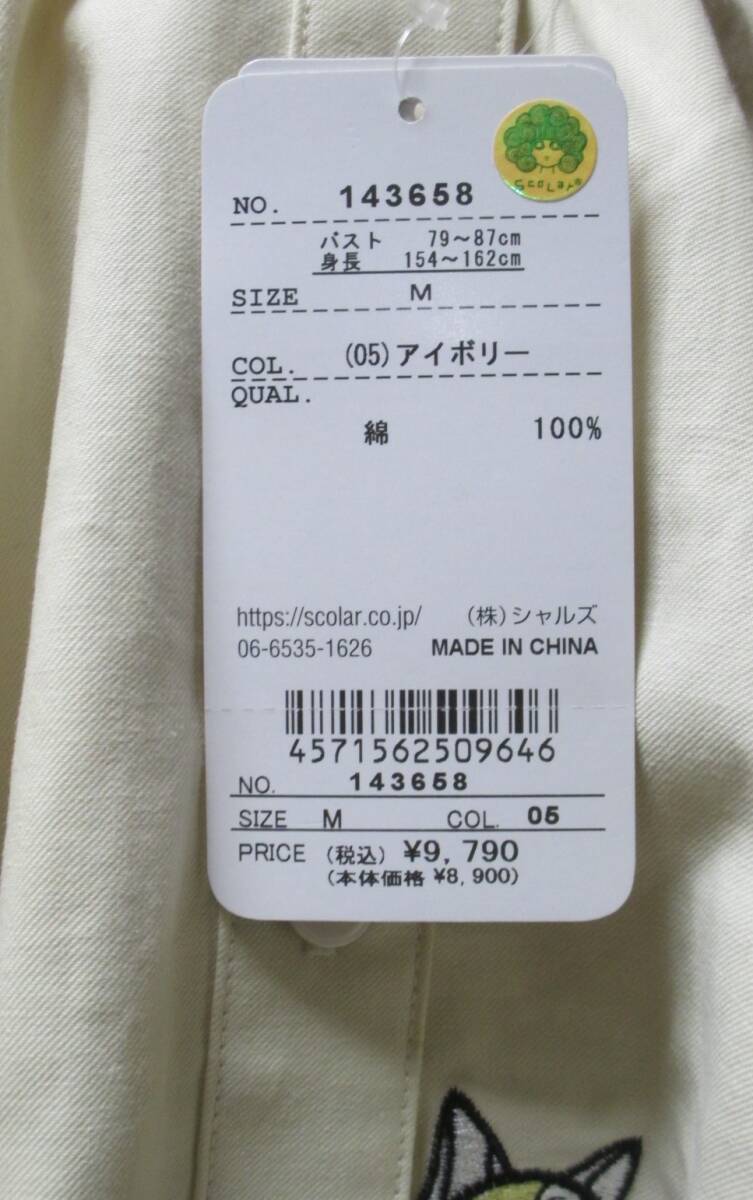 ScoLar®
NO. 143658
バスト 79～87cm
身長 154～162cm
SIZE M
COL. (05)アイボリー
QUAL.
綿 100%
https://scolar.co.jp/ (株)シャルズ
06-6535-1626 MADE IN CHINA
4571562509646
NO. 143658
SIZE M COL. 05
PRICE (税込) ¥9,790
(本体価格 ¥8,900)